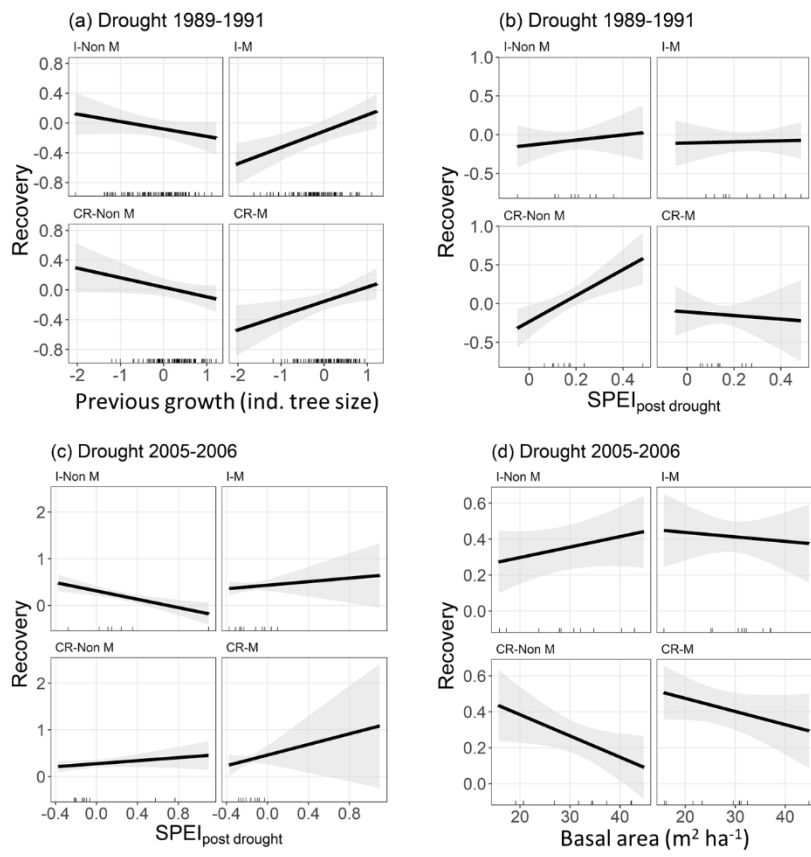 (a) Drought 1989-1991
I-Non M
I-M
0.8
0.4
0.0
-0.4
-0.8
CR-Non M
CR-M
0.8
0.4
0.0
-0.4
-0.8
Recovery
-2
-1
0
1
-2
-1
0
1
Previous growth (ind. tree size)
(b) Drought 1989-1991
I-Non M
I-M
1.0
0.5
0.0
-0.5
CR-Non M
CR-M
1.0
0.5
0.0
-0.5
Recovery
0
0.2
0.4
0
0.2
0.4
SPEIpost drought
(c) Drought 2005-2006
I-Non M
I-M
2
1
0
CR-Non M
CR-M
2
1
0
Recovery
-0.4
0.0
0.4
0.8
-0.4
0.0
0.4
0.8
SPEIpost drought
(d) Drought 2005-2006
I-Non M
I-M
0.6
0.4
0.2
0.0
CR-Non M
CR-M
0.6
0.4
0.2
0.0
Recovery
20
30
40
20
30
40
Basal area (m² ha⁻¹)